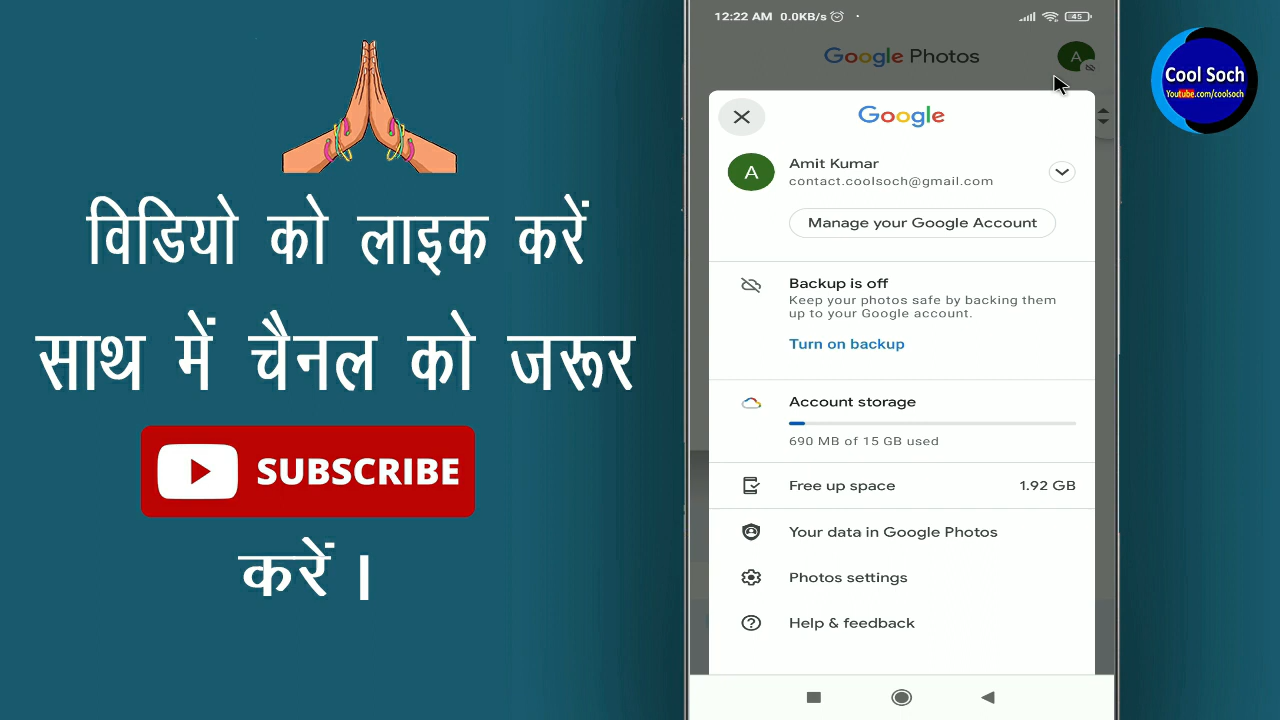 विडियो को लाइक करें
साथ में चैनल को जरूर
SUBSCRIBE
करें ।
12:22 AM 0.0KB/s
45
Google Photos
A
Cool Soch
Youtube.com/coolsoch
Google
A
Amit Kumar
contact.coolsoch@gmail.com
Manage your Google Account
Backup is off
Keep your photos safe by backing them
up to your Google account.
Turn on backup
Account storage
690 MB of 15 GB used
Free up space 1.92 GB
Your data in Google Photos
Photos settings
Help & feedback